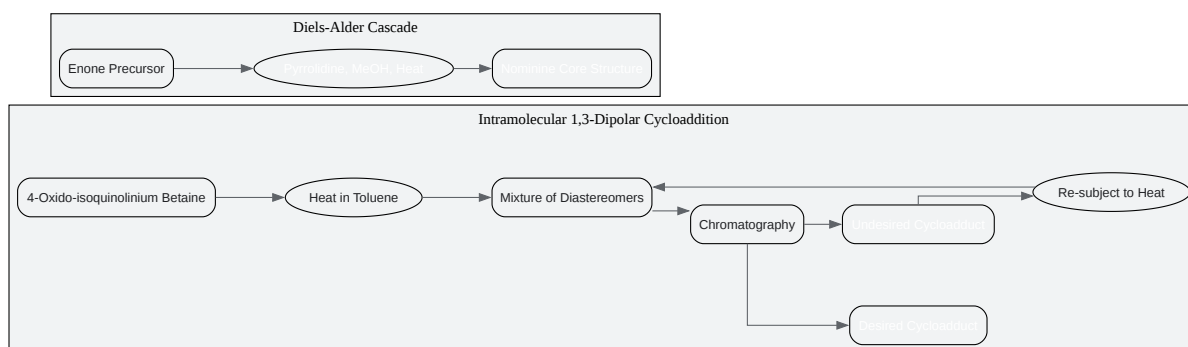 Diels-Alder Cascade
Enone Precursor
Pyrrolidine, MeOH, Heat
Nominine Core Structure
Intramolecular 1,3-Dipolar Cycloaddition
4-Oxido-isoquinolinium Betaine
Heat in Toluene
Mixture of Diastereomers
Re-subject to Heat
Chromatography
Undesired Cycloadduct
Desired Cycloadduct